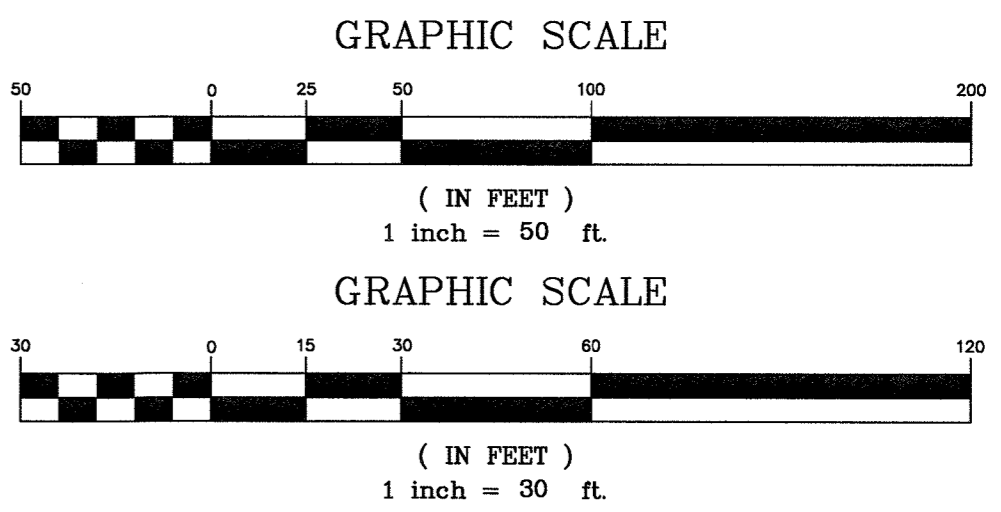 GRAPHIC SCALE
50 0 25 50 100 200
( IN FEET )
1 inch = 50 ft.
GRAPHIC SCALE
30 0 15 30 60 120
( IN FEET )
1 inch = 30 ft.